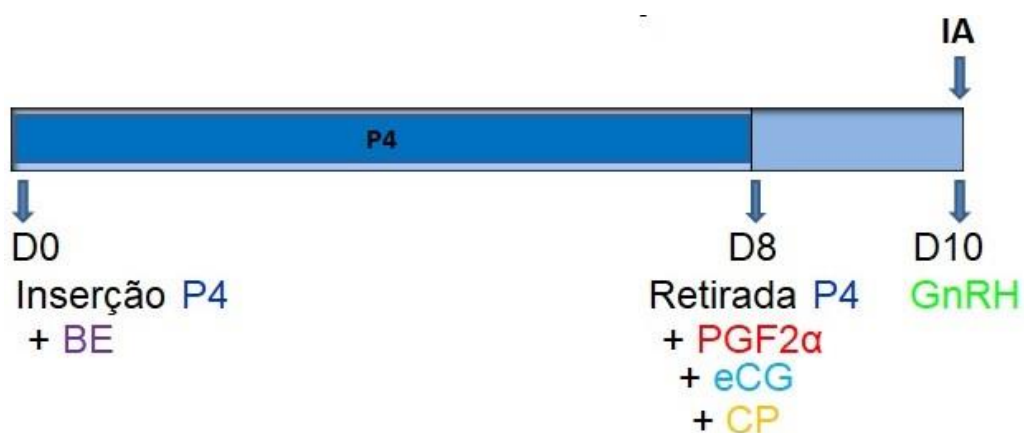 IA
P4
D0
Inserção P4
+ BE
D8
Retirada P4
+ PGF2α
+ eCG
+ CP
D10
GnRH